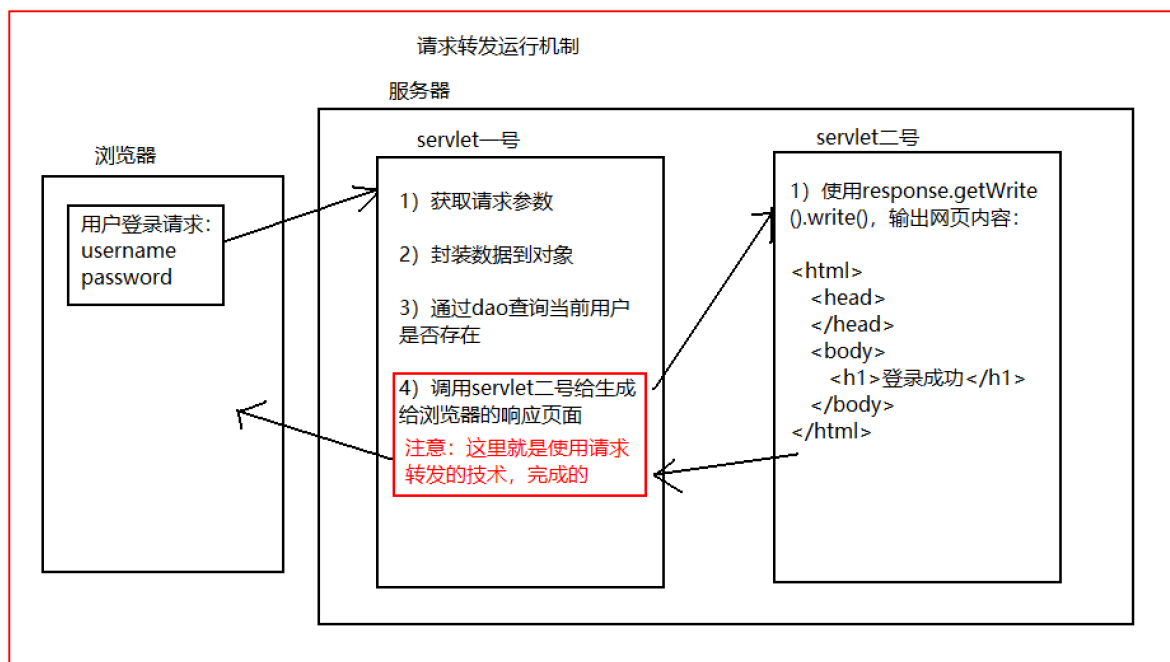 请求转发运行机制
服务器
浏览器
用户登录请求：
username
password
servlet一号
1）获取请求参数
2）封装数据到对象
3）通过dao查询当前用户
是否存在
4）调用servlet二号给生成
给浏览器的响应页面
注意：这里就是使用请求
转发的技术，完成的
servlet二号
1）使用response.getWrite
().write()，输出网页内容：
<html>
<head>
</head>
<body>
<h1>登录成功</h1>
</body>
</html>